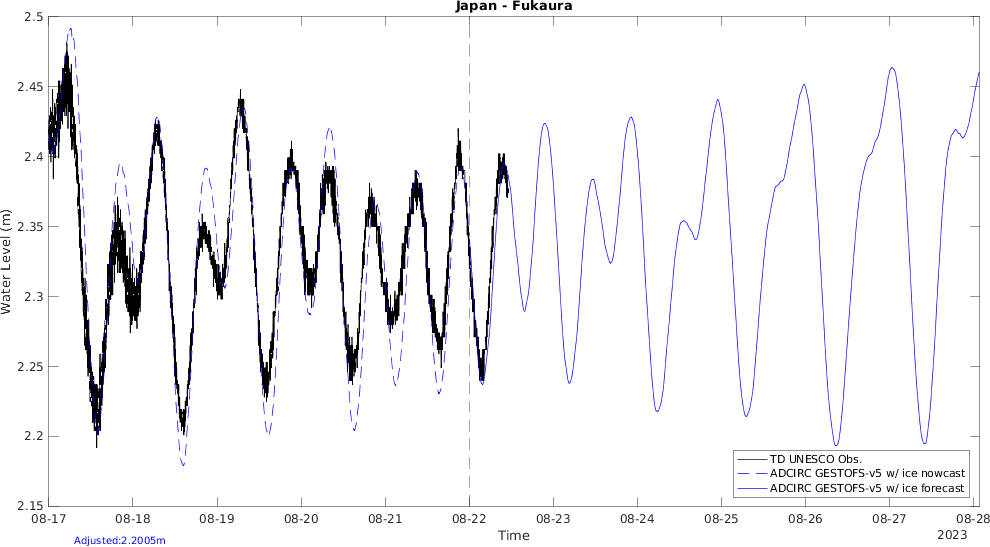 Japan - Fukaura
Water Level (m)
2.5
2.45
2.4
2.35
2.3
2.25
2.2
2.15
TD UNESCO Obs.
ADCIRC GESTOFS-v5 w/ ice nowcast
ADCIRC GESTOFS-v5 w/ ice forecast
08-17 08-18 08-19 08-20 08-21 08-22 08-23 08-24 08-25 08-26 08-27 08-28
Time
2023
Adjusted:2.2005m